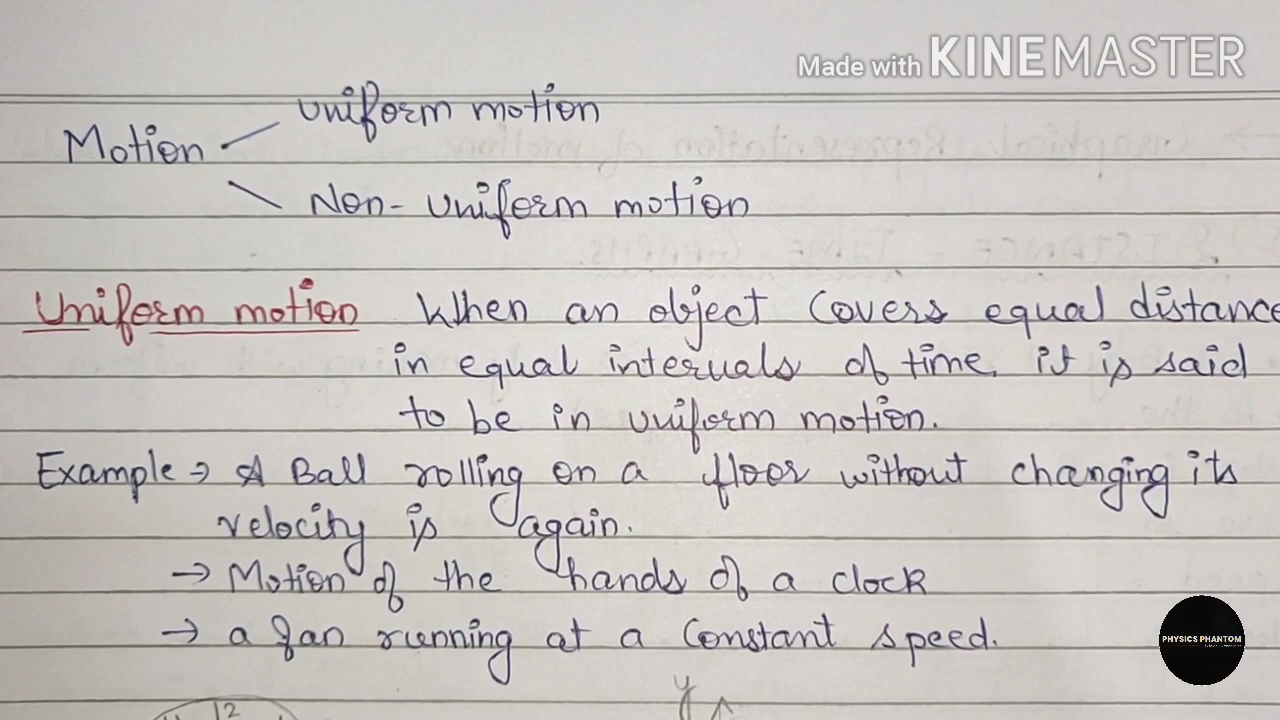 Made with KINEMASTER
Uniform motion
Motion
Non-Uniform motion
Uniform motion When an object Covers equal distance
in equal intervals of time, it is said
to be in uniform motion.
Example → A Ball rolling on a floor without changing its
velocity is again.
→ Motion of the hands of a clock
→ a fan running at a Constant speed.
PHYSICS PHANTOM
12
y